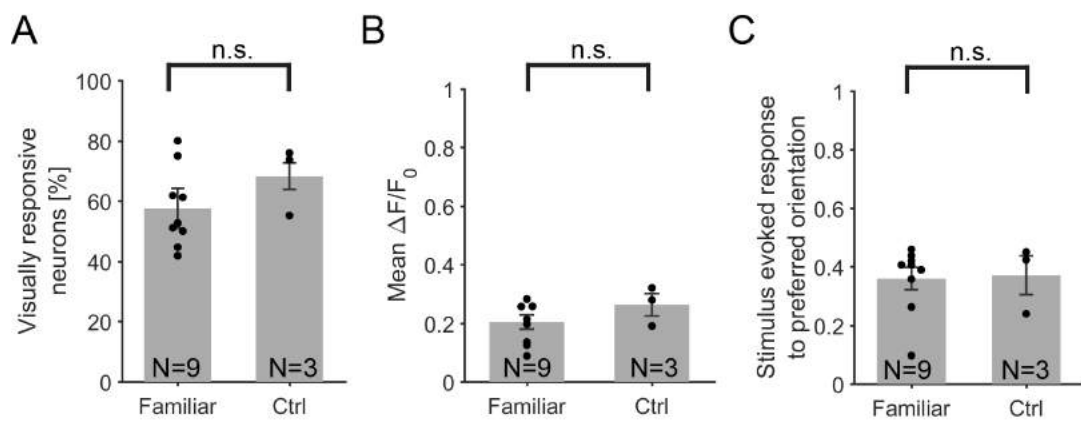 A
n.s.
Visually responsive
neurons [%]
100
80
60
40
20
0
N=9
N=3
Familiar
Ctrl
B
n.s.
Mean ΔF/F0
1
0.8
0.6
0.4
0.2
0
N=9
N=3
Familiar
Ctrl
C
n.s.
Stimulus evoked response
to preferred orientation
1
0.8
0.6
0.4
0.2
0
N=9
N=3
Familiar
Ctrl